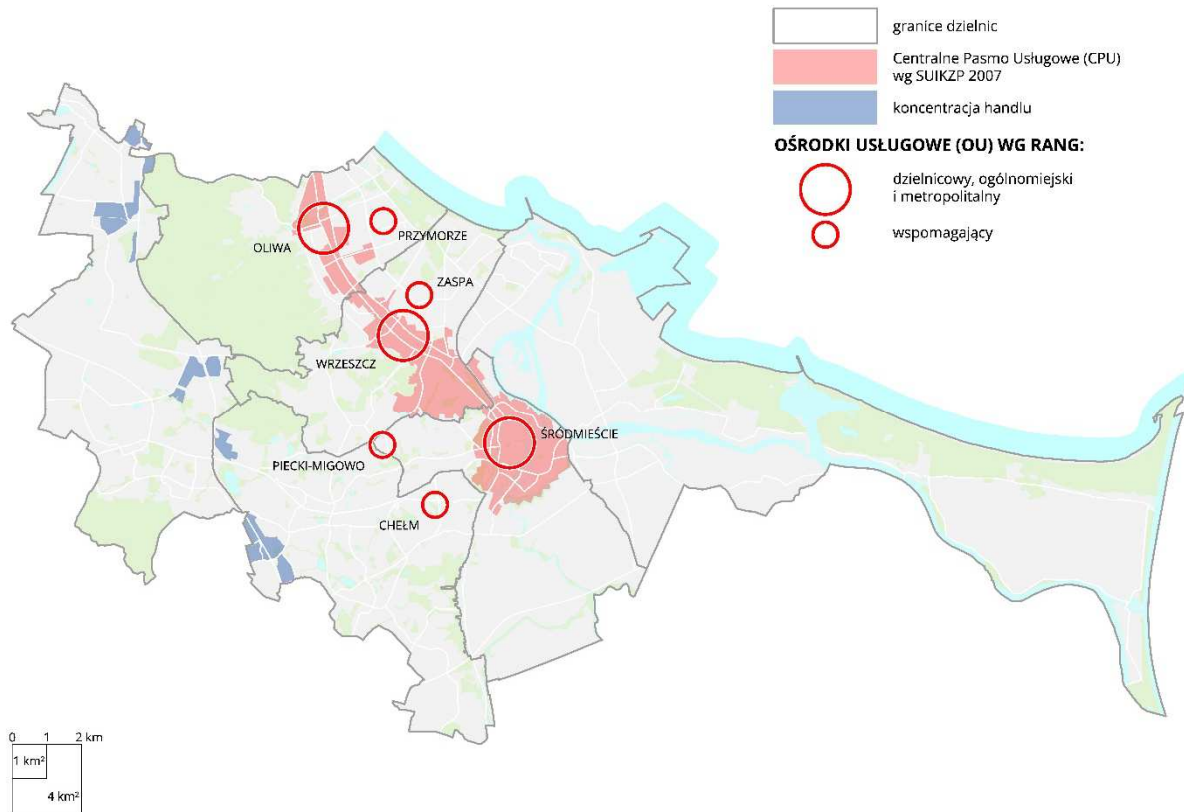 granice dzielnic
Centralne Pasmo Usługowe (CPU)
wg SUIKZP 2007
koncentracja handlu
OŚRODKI USŁUGOWE (OU) WG RANG:
dzielnicowy, ogólnomiejski
i metropolitalny
wspomagający
OLIWA
PRZYMORZE
ZASPA
WRZESZCZ
ŚRÓDMIEŚCIE
PIECKI-MIGOWO
CHEŁM
0 1 2 km
1 km²
4 km²